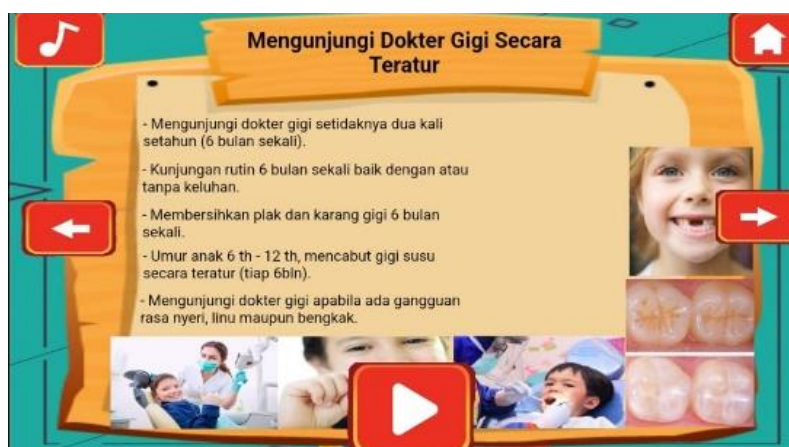 Mengunjungi Dokter Gigi Secara
Teratur
- Mengunjungi dokter gigi setidaknya dua kali
setahun (6 bulan sekali).
- Kunjungan rutin 6 bulan sekali baik dengan atau
tanpa keluhan.
- Membersihkan plak dan karang gigi 6 bulan
sekali.
- Umur anak 6 th - 12 th, mencabut gigi susu
secara teratur (tiap 6bln).
- Mengunjungi dokter gigi apabila ada gangguan
rasa nyeri, linu maupun bengkak.